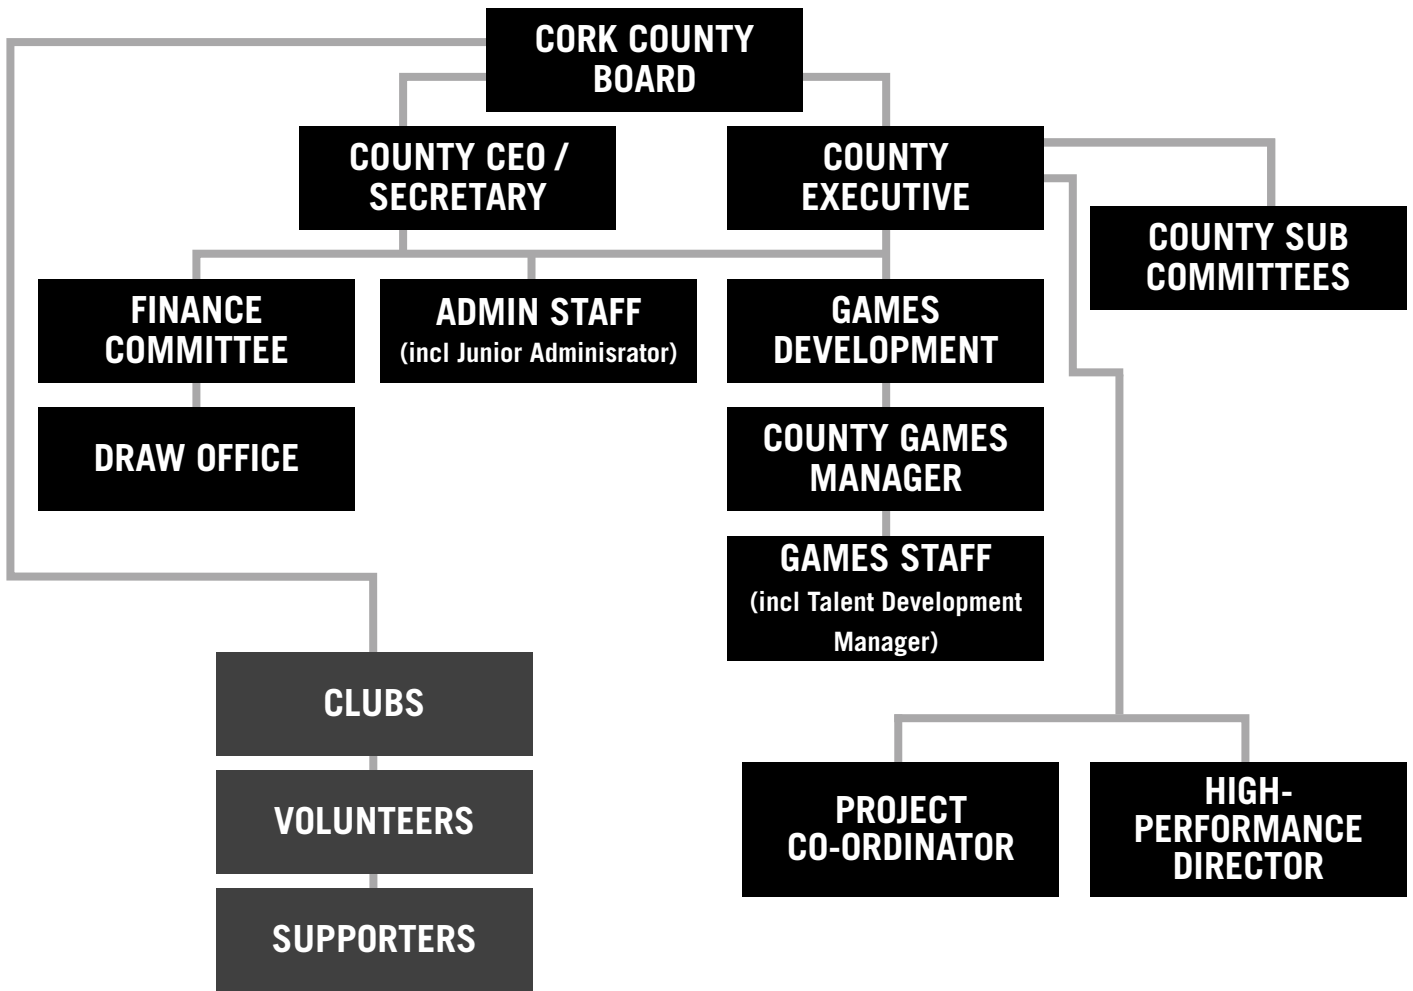 CORK COUNTY
BOARD
COUNTY CEO /
SECRETARY
COUNTY
EXECUTIVE
COUNTY SUB
COMMITTEES
FINANCE
COMMITTEE
ADMIN STAFF
(incl Junior Adminisrator)
GAMES
DEVELOPMENT
DRAW OFFICE
COUNTY GAMES
MANAGER
GAMES STAFF
(incl Talent Development
Manager)
CLUBS
VOLUNTEERS
SUPPORTERS
PROJECT
CO-ORDINATOR
HIGH-
PERFORMANCE
DIRECTOR